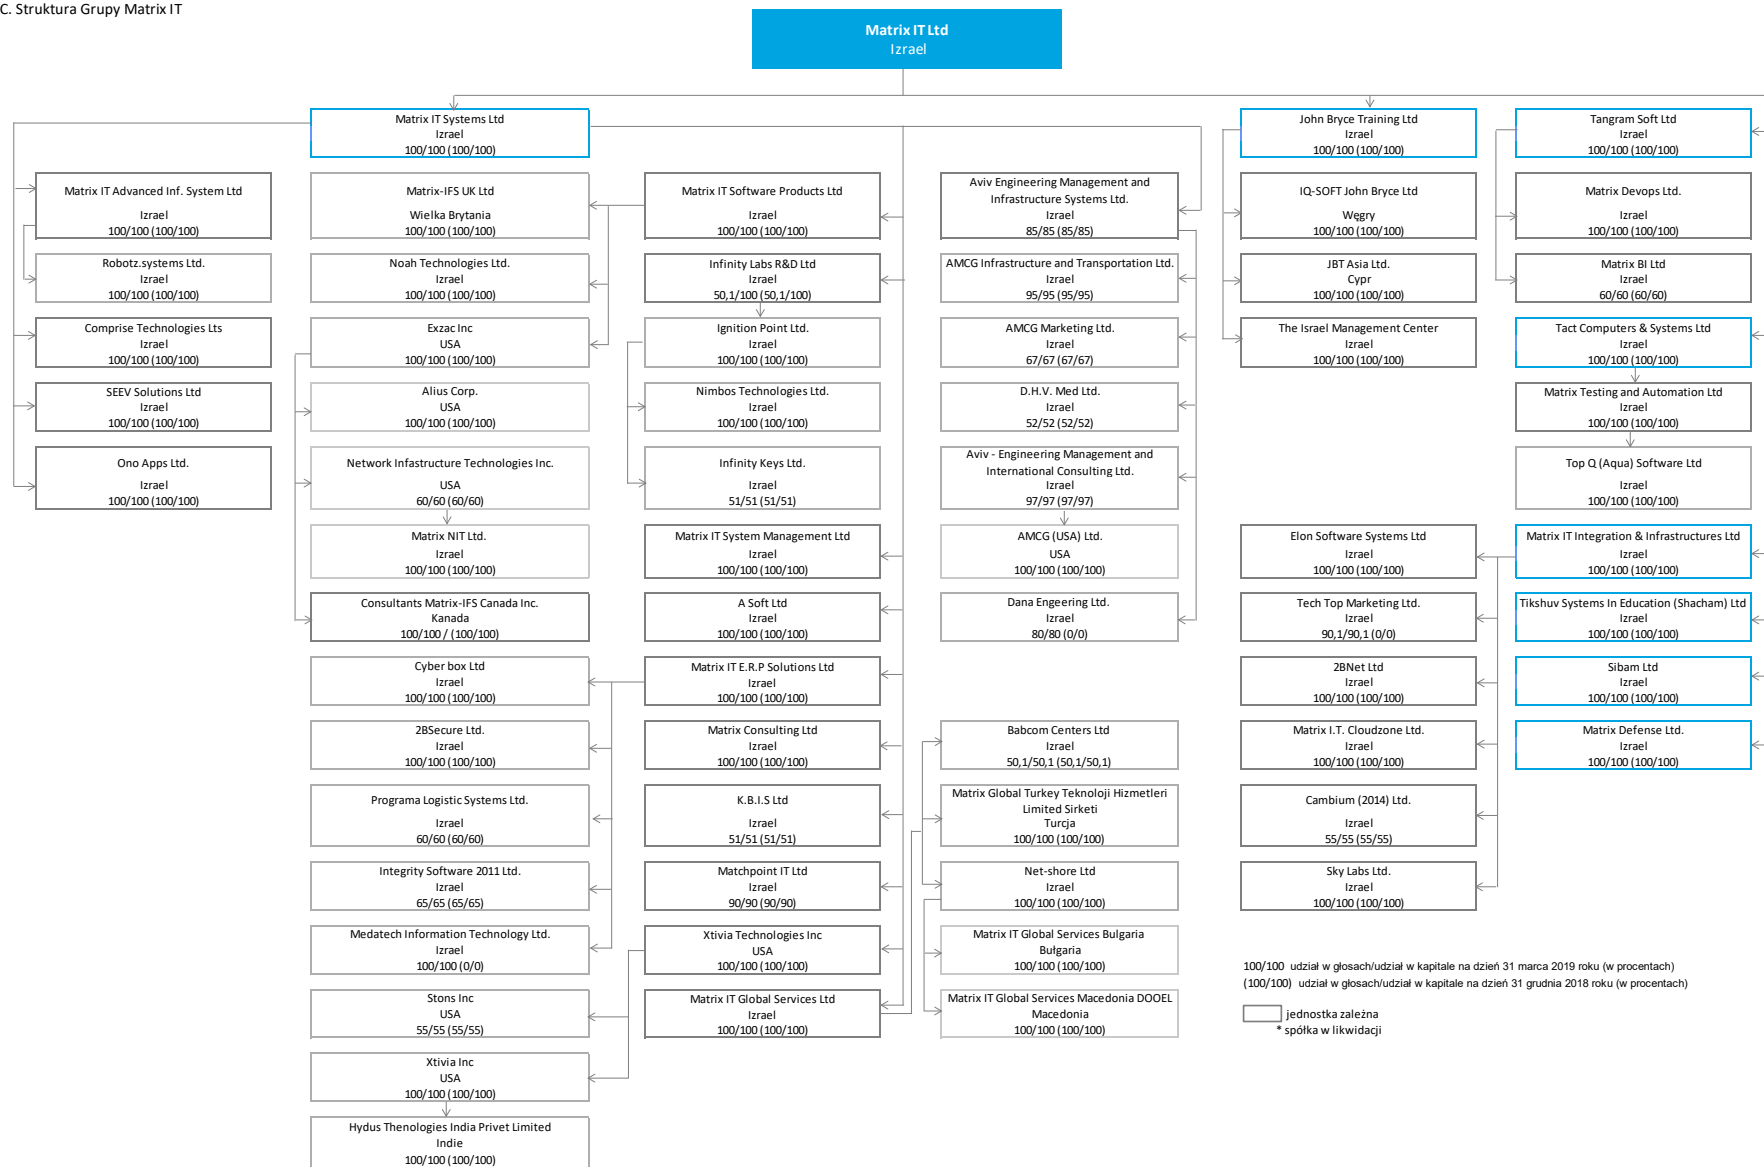 C. Struktura Grupy Matrix IT
Matrix IT Ltd
Izrael
Matrix IT Systems Ltd
Izrael
100/100 (100/100)
John Bryce Training Ltd
Izrael
100/100 (100/100)
Tangram Soft Ltd
Izrael
100/100 (100/100)
Matrix IT Advanced Inf. System Ltd
Izrael
100/100 (100/100)
Matrix-IFS UK Ltd
Wielka Brytania
100/100 (100/100)
Matrix IT Software Products Ltd
Izrael
100/100 (100/100)
Aviv Engineering Management and
Infrastructure Systems Ltd.
Izrael
85/85 (85/85)
IQ-SOFT John Bryce Ltd
Węgry
100/100 (100/100)
Matrix Devops Ltd.
Izrael
100/100 (100/100)
Robotz.systems Ltd.
Izrael
100/100 (100/100)
Noah Technologies Ltd.
Izrael
100/100 (100/100)
Infinity Labs R&D Ltd
Izrael
50,1/100 (50,1/100)
AMCG Infrastructure and Transportation Ltd.
Izrael
95/95 (95/95)
JBT Asia Ltd.
Cypr
100/100 (100/100)
Matrix BI Ltd
Izrael
60/60 (60/60)
Comprise Technologies Lts
Izrael
100/100 (100/100)
Exzac Inc
USA
100/100 (100/100)
Ignition Point Ltd.
Izrael
100/100 (100/100)
AMCG Marketing Ltd.
Izrael
67/67 (67/67)
The Israel Management Center
Izrael
100/100 (100/100)
Tact Computers & Systems Ltd
Izrael
100/100 (100/100)
SEEV Solutions Ltd
Izrael
100/100 (100/100)
Alius Corp.
USA
100/100 (100/100)
Nimbos Technologies Ltd.
Izrael
100/100 (100/100)
D.H.V. Med Ltd.
Izrael
52/52 (52/52)
Matrix Testing and Automation Ltd
Izrael
100/100 (100/100)
Ono Apps Ltd.
Izrael
100/100 (100/100)
Network Infastructure Technologies Inc.
USA
60/60 (60/60)
Infinity Keys Ltd.
Izrael
51/51 (51/51)
Aviv - Engineering Management and
International Consulting Ltd.
Izrael
97/97 (97/97)
Top Q (Aqua) Software Ltd
Izrael
100/100 (100/100)
Matrix NIT Ltd.
Izrael
100/100 (100/100)
Matrix IT System Management Ltd
Izrael
100/100 (100/100)
AMCG (USA) Ltd.
USA
100/100 (100/100)
Elon Software Systems Ltd
Izrael
100/100 (100/100)
Matrix IT Integration & Infrastructures Ltd
Izrael
100/100 (100/100)
Consultants Matrix-IFS Canada Inc.
Kanada
100/100 / (100/100)
A Soft Ltd
Izrael
100/100 (100/100)
Dana Engeering Ltd.
Izrael
80/80 (0/0)
Tech Top Marketing Ltd.
Izrael
90,1/90,1 (0/0)
Tikshuv Systems In Education (Shacham) Ltd
Izrael
100/100 (100/100)
Cyber box Ltd
Izrael
100/100 (100/100)
Matrix IT E.R.P Solutions Ltd
Izrael
100/100 (100/100)
2BNet Ltd
Izrael
100/100 (100/100)
Sibam Ltd
Izrael
100/100 (100/100)
2BSecure Ltd.
Izrael
100/100 (100/100)
Matrix Consulting Ltd
Izrael
100/100 (100/100)
Babcom Centers Ltd
Izrael
50,1/50,1 (50,1/50,1)
Matrix I.T. Cloudzone Ltd.
Izrael
100/100 (100/100)
Matrix Defense Ltd.
Izrael
100/100 (100/100)
Programa Logistic Systems Ltd.
Izrael
60/60 (60/60)
K.B.I.S Ltd
Izrael
51/51 (51/51)
Matrix Global Turkey Teknoloji Hizmetleri
Limited Sirketi
Turcja
100/100 (100/100)
Cambium (2014) Ltd.
Izrael
55/55 (55/55)
Integrity Software 2011 Ltd.
Izrael
65/65 (65/65)
Matchpoint IT Ltd
Izrael
90/90 (90/90)
Net-shore Ltd
Izrael
100/100 (100/100)
Sky Labs Ltd.
Izrael
100/100 (100/100)
Medatech Information Technology Ltd.
Izrael
100/100 (0/0)
Xtivia Technologies Inc
USA
100/100 (100/100)
Matrix IT Global Services Bulgaria
Bułgaria
100/100 (100/100)
Stons Inc
USA
55/55 (55/55)
Matrix IT Global Services Ltd
Izrael
100/100 (100/100)
Matrix IT Global Services Macedonia DOOEL
Macedonia
100/100 (100/100)
Xtivia Inc
USA
100/100 (100/100)
Hydus Thenologies India Privet Limited
Indie
100/100 (100/100)
100/100 udział w głosach/udział w kapitale na dzień 31 marca 2019 roku (w procentach)
(100/100) udział w głosach/udział w kapitale na dzień 31 grudnia 2018 roku (w procentach)
jednostka zależna
* spółka w likwidacji